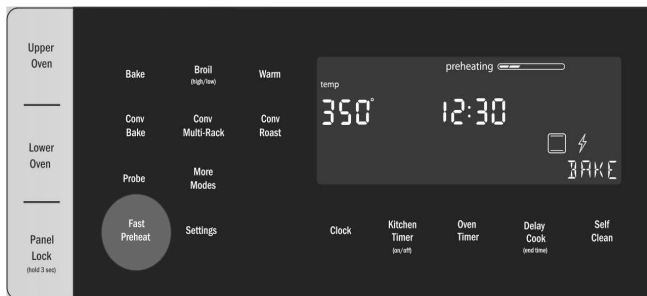 Upper
Oven
Lower
Oven
Panel
Lock
(hold 3 sec)
Bake
Broil
(high/low)
Warm
Conv
Bake
Conv
Multi-Rack
Conv
Roast
Probe
More
Modes
Fast
Preheat
Settings
preheating
temp
350° 12:30
BAKE
Clock
Kitchen
Timer
(on/off)
Oven
Timer
Delay
Cook
(end time)
Self
Clean